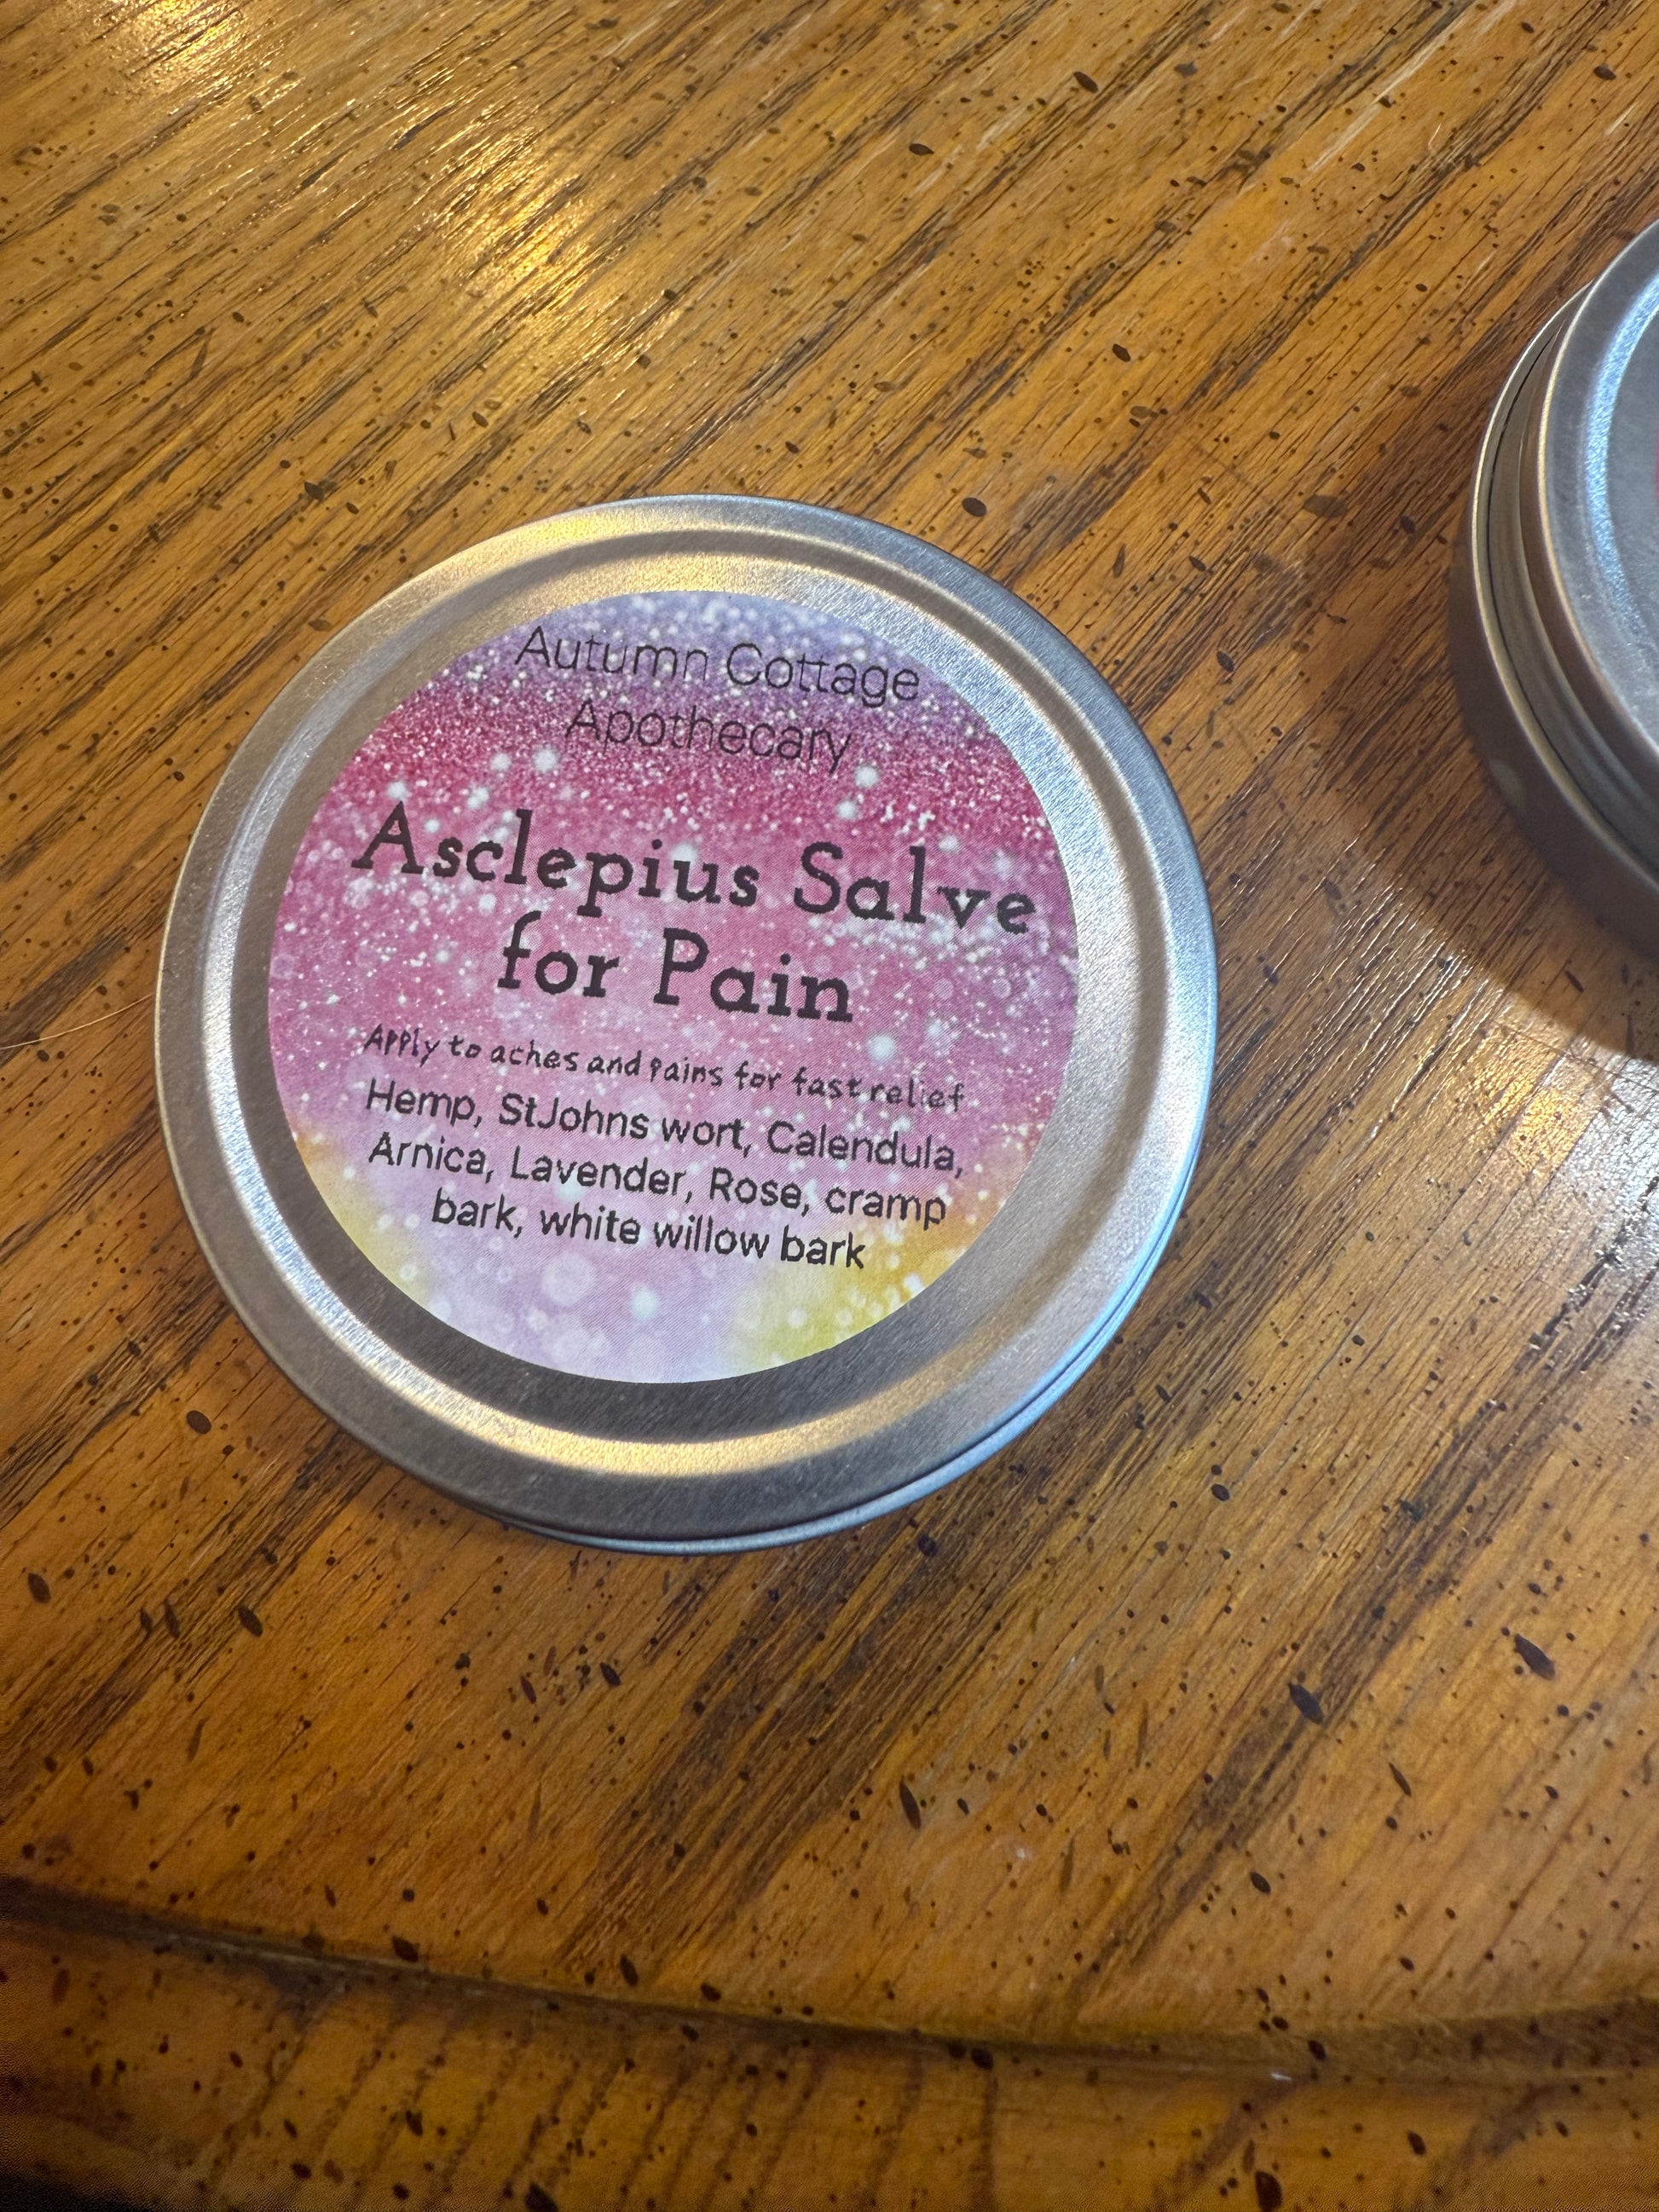 Autumn Cottage
Apothecary
Asclepius Salve
for Pain
Apply to aches and pains for fast relief
Hemp, StJohns wort, Calendula,
Arnica, Lavender, Rose, cramp
bark, white willow bark